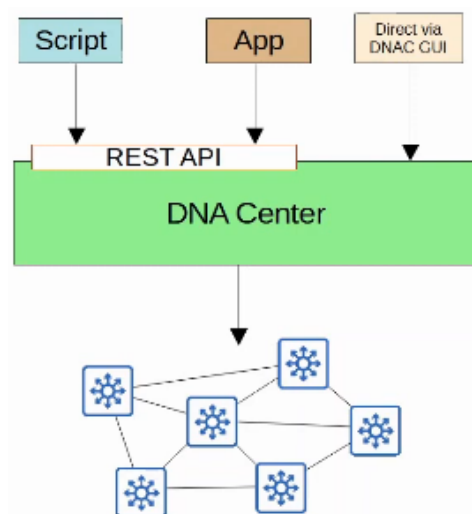 Script
App
Direct via
DNAC GUI
REST API
DNA Center